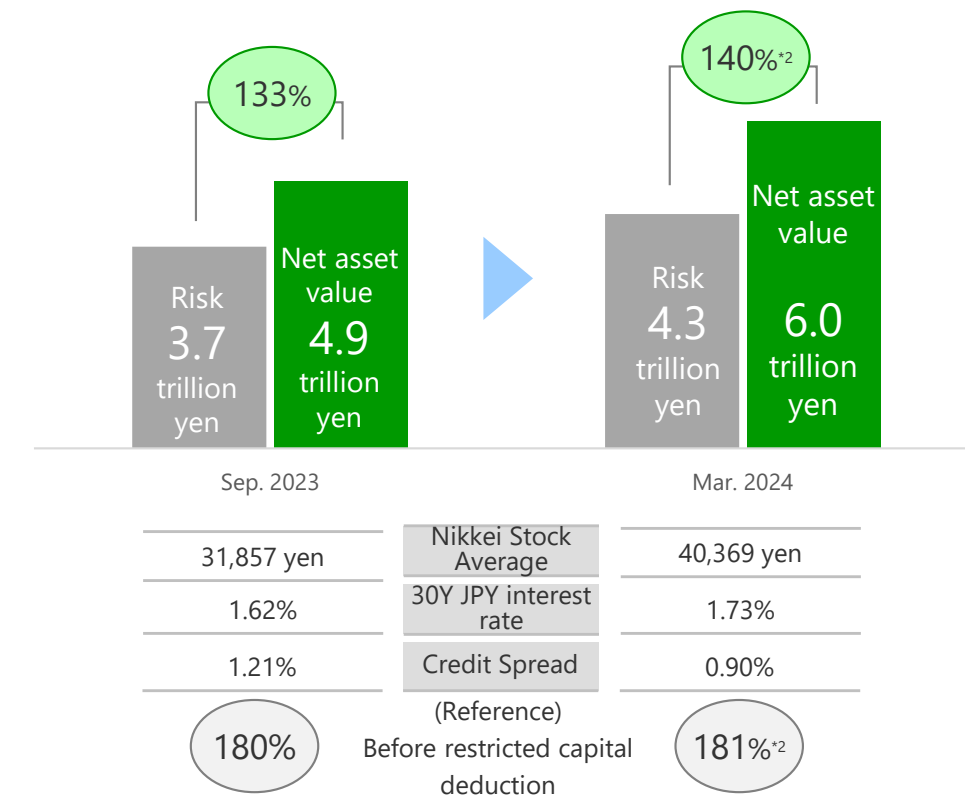 133%
140%*2
Risk
3.7
trillion
yen
Net asset
value
4.9
trillion
yen
Risk
4.3
trillion
yen
Net asset
value
6.0
trillion
yen
Sep. 2023
Mar. 2024
31,857 yen
Nikkei Stock
Average
40,369 yen
1.62%
30Y JPY interest
rate
1.73%
1.21%
Credit Spread
0.90%
180%
(Reference)
Before restricted capital
deduction
181%*2